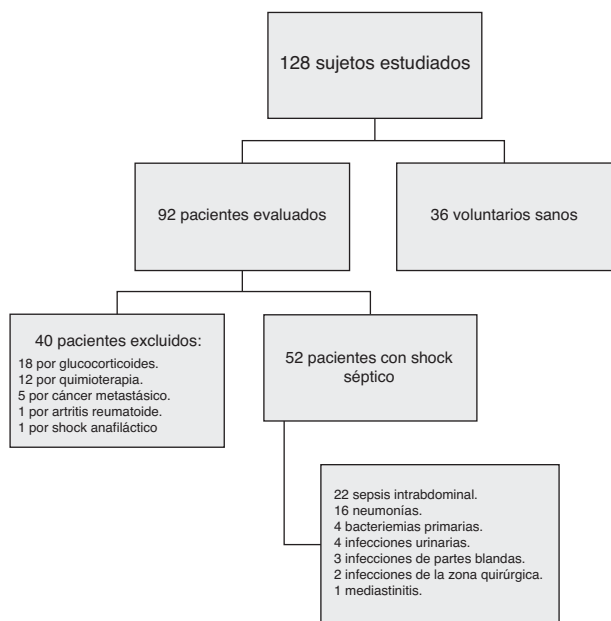 128 sujetos estudiados
92 pacientes evaluados
36 voluntarios sanos
40 pacientes excluidos:
18 por glucocorticoides.
12 por quimioterapia.
5 por cáncer metastásico.
1 por artritis reumatoide.
1 por shock anafiláctico
52 pacientes con shock
séptico
22 sepsis intrabdominal.
16 neumonías.
4 bacteriemias primarias.
4 infecciones urinarias.
3 infecciones de partes blandas.
2 infecciones de la zona quirúrgica.
1 mediastinitis.